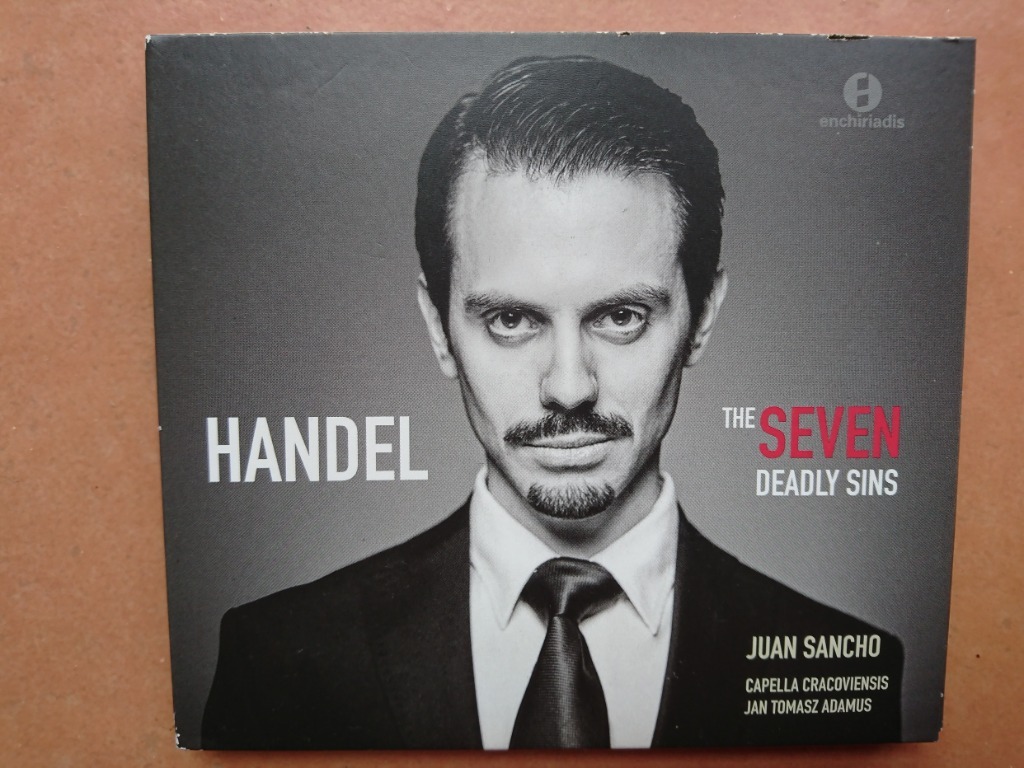 enchiriadis
HANDEL
THE SEVEN
DEADLY SINS
JUAN SANCHO
CAPELLA CRACOVIENSIS
JAN TOMASZ ADAMUS